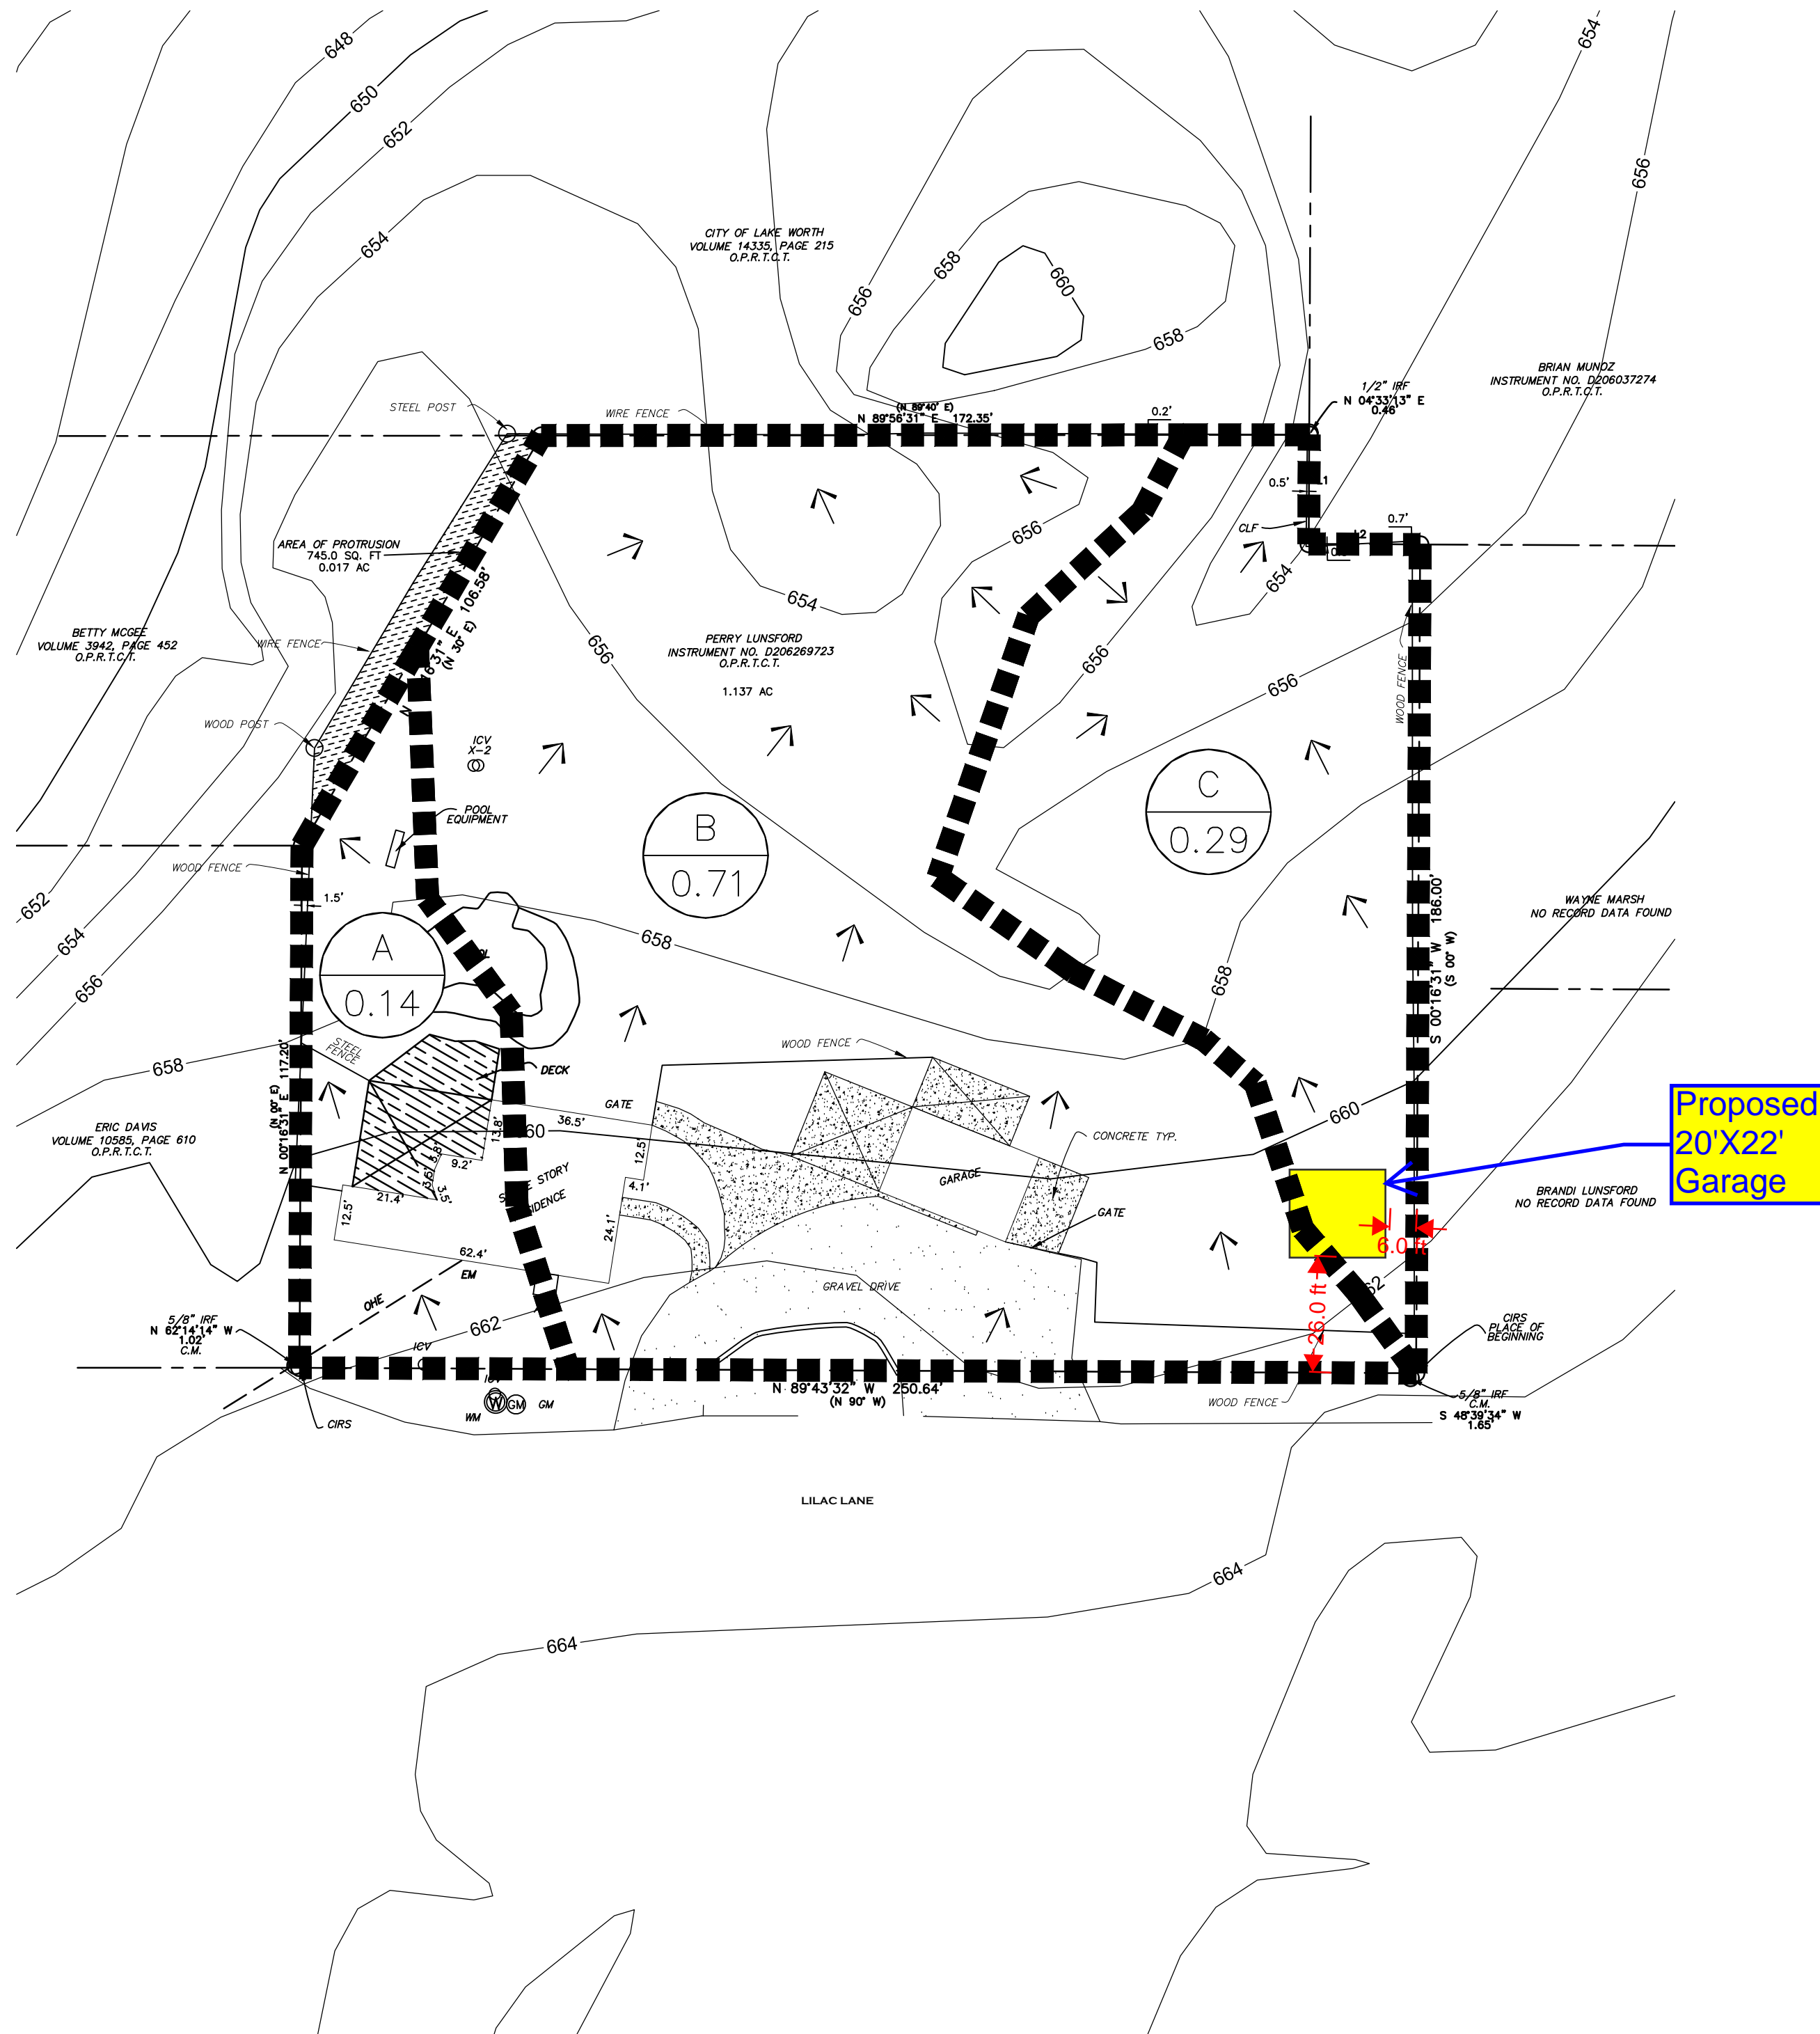 648
654
650
652
656
654
CITY OF LAKE WORTH
VOLUME 14335, PAGE 215
O.P.R.T.C.T.
658
660
656
658
BRIAN MUNOZ
INSTRUMENT NO. D206037274
O.P.R.T.C.T.
1/2" IRF
N 04°33'13" E
0.46'
STEEL POST
WIRE FENCE
(N 89°40' E)
N 89°56'31" E 172.35'
0.2'
0.5'
L1
CLF
0.7'
L2
656
654
AREA OF PROTRUSION
745.0 SQ. FT
0.017 AC
106.58'
(N 30° E)
654
BETTY MCGEE
VOLUME 3942, PAGE 452
O.P.R.T.C.T.
WIRE FENCE
656
PERRY LUNSFORD
INSTRUMENT NO. D206269723
O.P.R.T.C.T.
1.137 AC
656
656
WOOD FENCE
WOOD POST
ICV
X-2
POOL
EQUIPMENT
B
0.71
C
0.29
WOOD FENCE
1.5'
652
654
656
A
0.14
658
658
S 00°16'31" W 186.00'
(S 00° W)
WAYNE MARSH
NO RECORD DATA FOUND
STEEL
FENCE
658
DECK
WOOD FENCE
N 00°16'31" E 117.20'
(N 00° E)
ERIC DAVIS
VOLUME 10585, PAGE 610
O.P.R.T.C.T.
GATE
36.5'
13.8'
60
12.5'
CONCRETE TYP.
660
Proposed
20'X22'
Garage
9.2'
21.4'
3.5'
12.5'
STORY
4.1'
24.1'
GARAGE
GATE
BRANDI LUNSFORD
NO RECORD DATA FOUND
6.0 ft
26.0 ft
62.4'
EM
OHE
GRAVEL DRIVE
662
5/8" IRF
N 62°14'14" W
1.02'
C.M.
ICV
CIRS
PLACE OF
BEGINNING
N 89°43'32" W 250.64'
(N 90° W)
W
GM
GM
WM
CIRS
WOOD FENCE
5/8" IRF
C.M.
S 48°39'34" W
1.65'
LILAC LANE
664
664